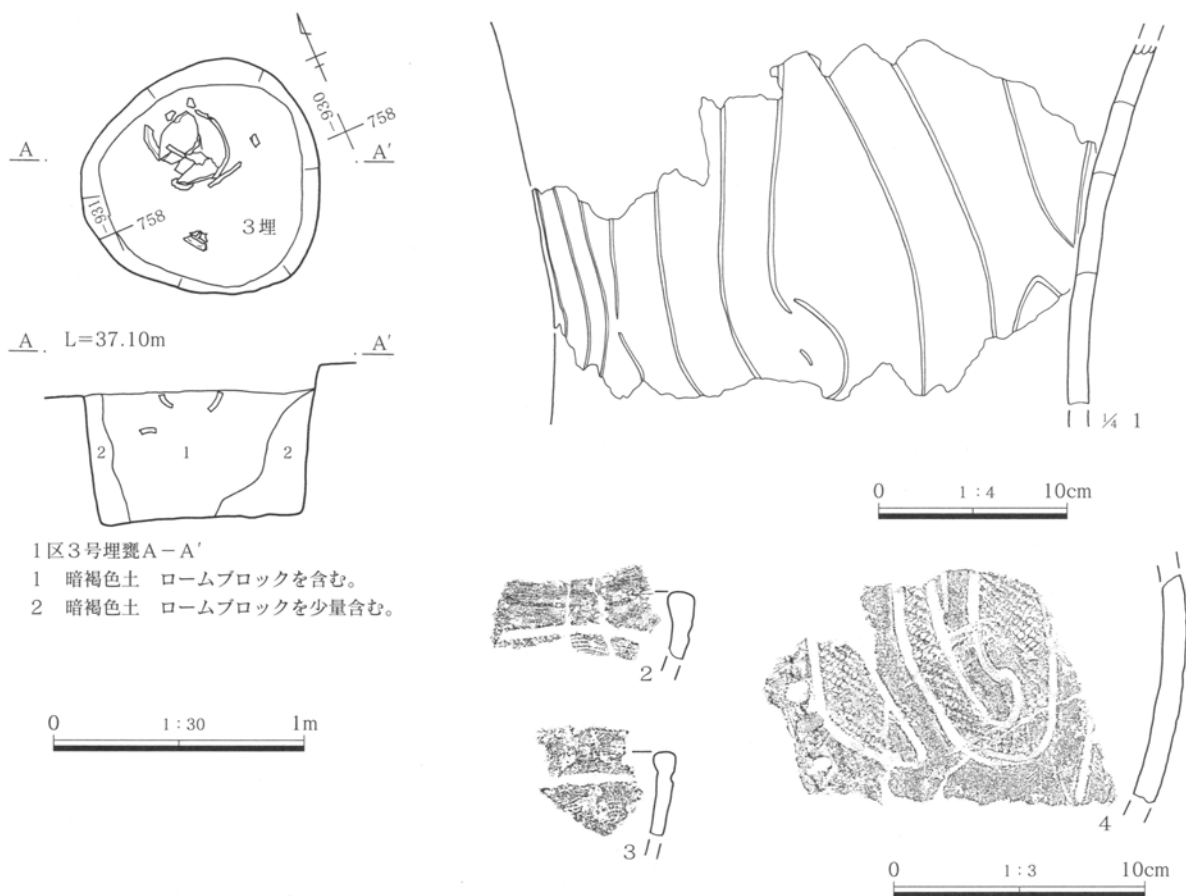 -930
758
A
A'
-931
758
3埋
A
L=37.10m
A'
2
1
2
1区3号埋甕A-A'
1 暗褐色土 ロームブロックを含む。
2 暗褐色土 ロームブロックを少量含む。
0 1:30 1m
¼ 1
0 1:4 10cm
2
3
4
0 1:3 10cm